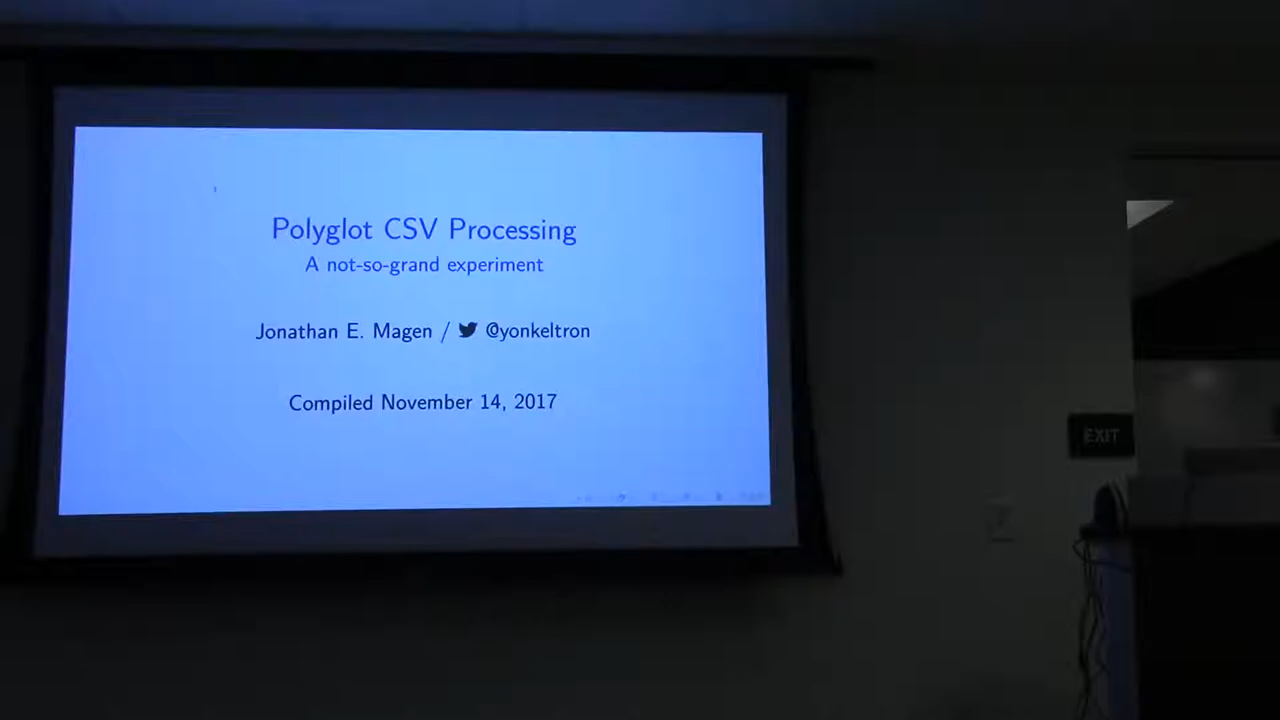 Polyglot CSV Processing
A not-so-grand experiment
Jonathan E. Magen / @yonkeltron
Compiled November 14, 2017
EXIT